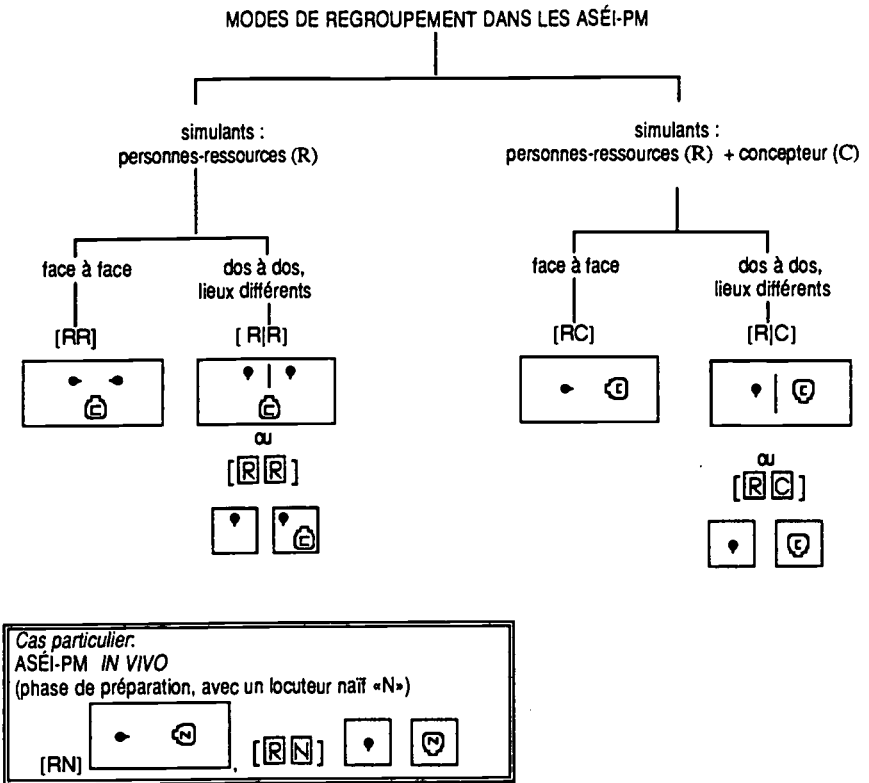 MODES DE REGROUPEMENT DANS LES ASÉI-PM
simulants :
personnes-ressources (R)
simulants :
personnes-ressources (R) + concepteur (C)
face à face
dos à dos,
lieux différents
face à face
dos à dos,
lieux différents
[RR]
[R|R]
[RC]
[R|C]
C
C
C
C
ou
[R R]
ou
[R C]
C
C
Cas particulier:
ASÉI-PM IN VIVO
(phase de préparation, avec un locuteur naïf «N»)
[RN]
N
, [R N]
N